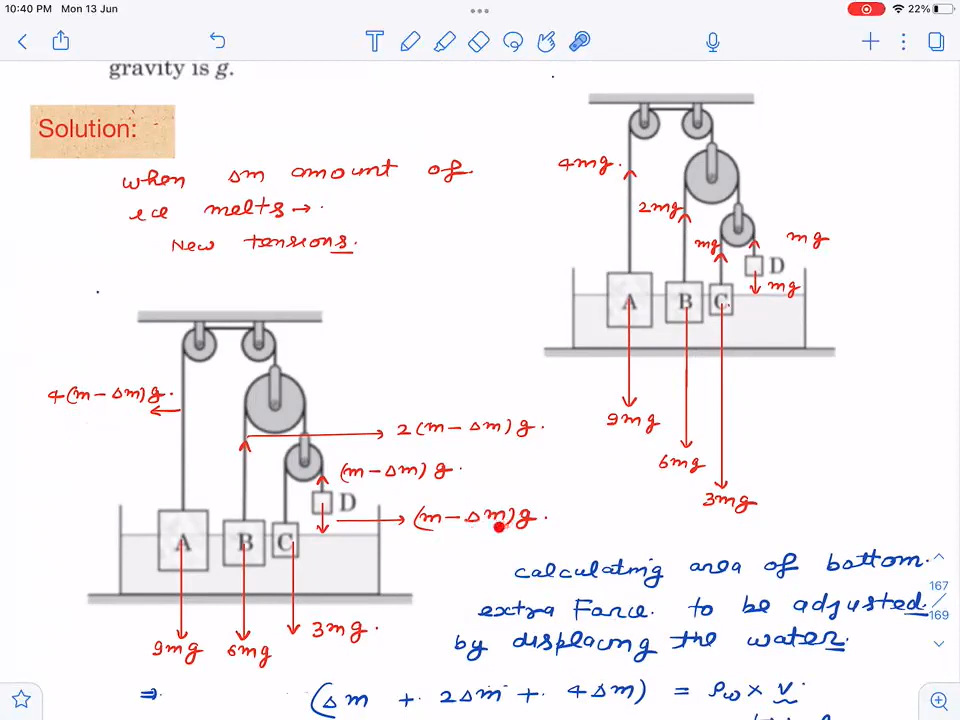 10:40 PM Mon 13 Jun
22%
gravity is g.
Solution:
when Δm amount of
ice melts →
New tensions.
4mg.
2mg
mg
mg
D
mg
A B C
9mg
6mg
3mg
4(m - Δm)g.
2(m - Δm)g.
(m - Δm)g.
D
(m - Δm)g.
A B C
9mg
6mg
3mg.
calculating area of bottom.
extra Force. to be adjusted
by displacing the water.
⇒ (Δm + 2Δm + 4Δm) = ρw × V
167
/
169
T